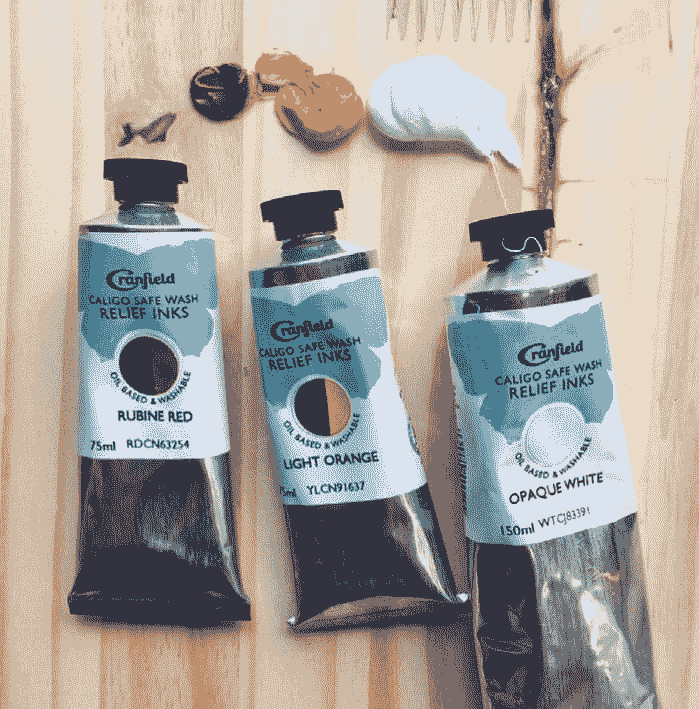 Cranfield
CALIGO SAFE WASH
RELIEF INKS
OIL BASED & WASHABLE
RUBINE RED
75ml RDCN63254
Cranfield
CALIGO SAFE WASH
RELIEF INKS
OIL BASED & WASHABLE
LIGHT ORANGE
75ml YLCN91637
Cranfield
CALIGO SAFE WASH
RELIEF INKS
OIL BASED & WASHABLE
OPAQUE WHITE
150ml WTCJ83391